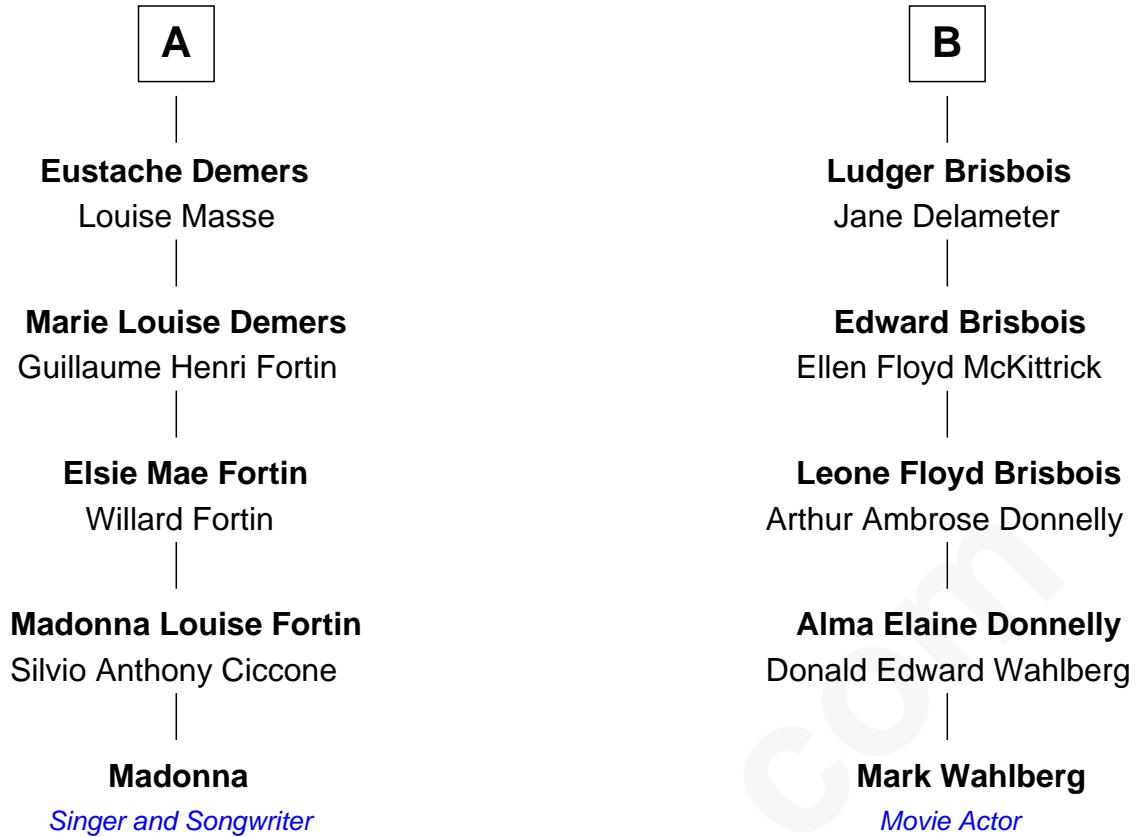 A
Eustache Demers
Louise Masse
Marie Louise Demers
Guillaume Henri Fortin
Elsie Mae Fortin
Willard Fortin
Madonna Louise Fortin
Silvio Anthony Ciccone
Madonna
Singer and Songwriter
B
Ludger Brisbois
Jane Delameter
Edward Brisbois
Ellen Floyd McKittrick
Leone Floyd Brisbois
Arthur Ambrose Donnelly
Alma Elaine Donnelly
Donald Edward Wahlberg
Mark Wahlberg
Movie Actor
com